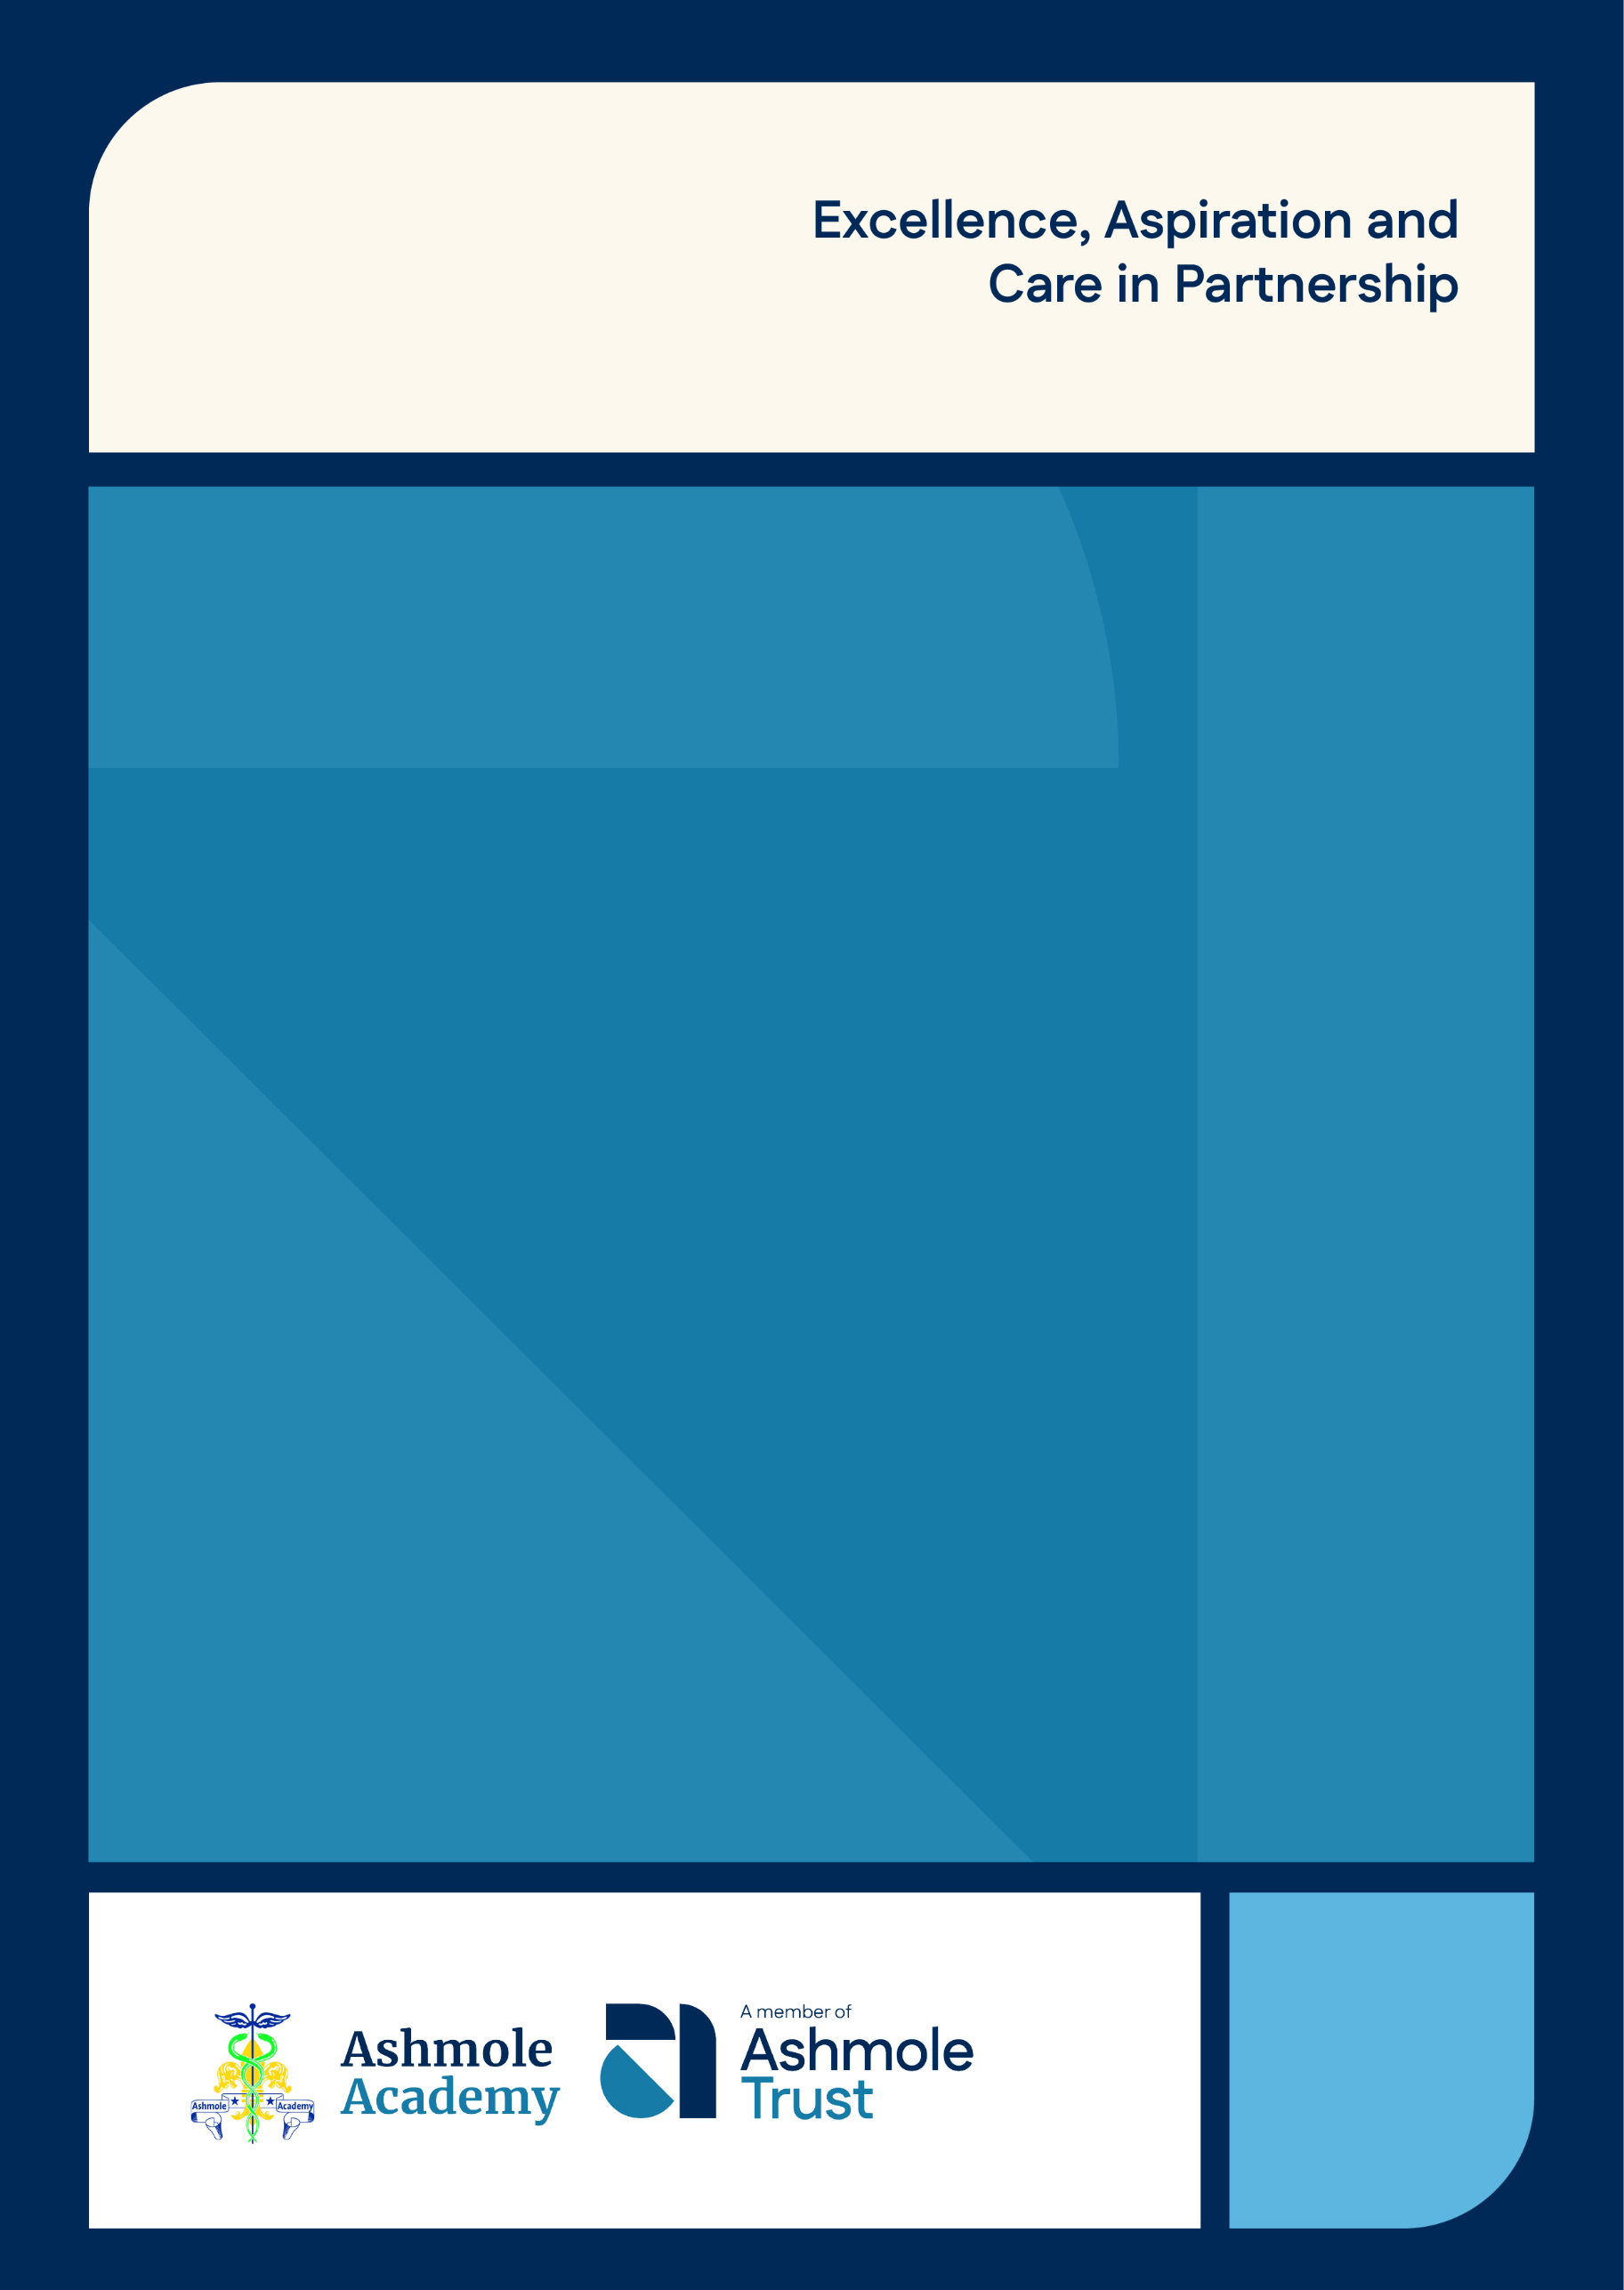 Excellence, Aspiration and
Care in Partnership
Ashmole
Academy
Ashmole
Academy
A member of
Ashmole
Trust